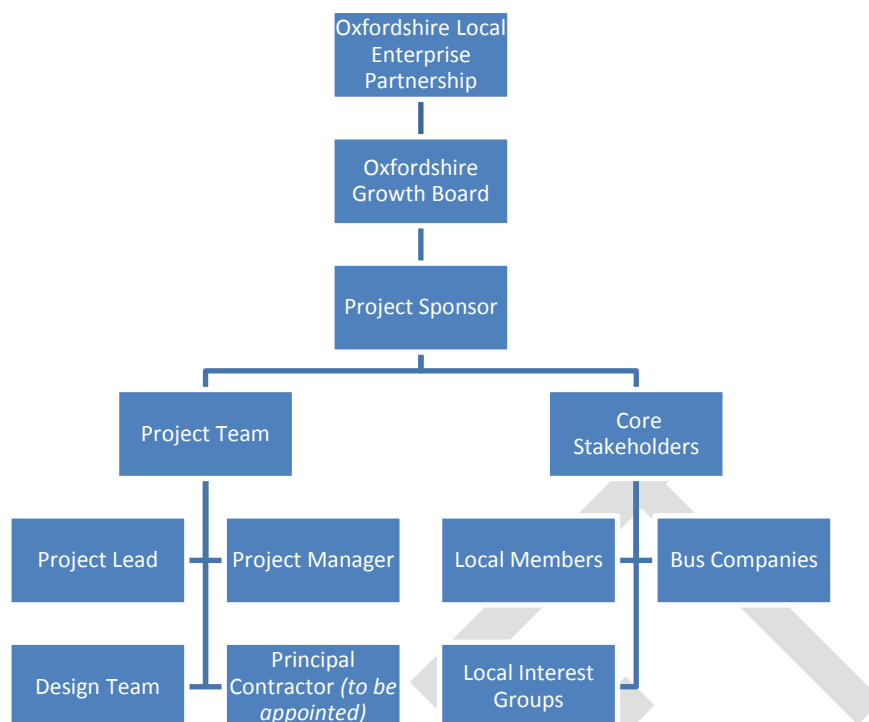 Oxfordshire Local
Enterprise
Partnership
Oxfordshire
Growth Board
Project Sponsor
Project Team
Core
Stakeholders
Project Lead
Project Manager
Local Members
Bus Companies
Design Team
Principal
Contractor (to be
appointed)
Local Interest
Groups